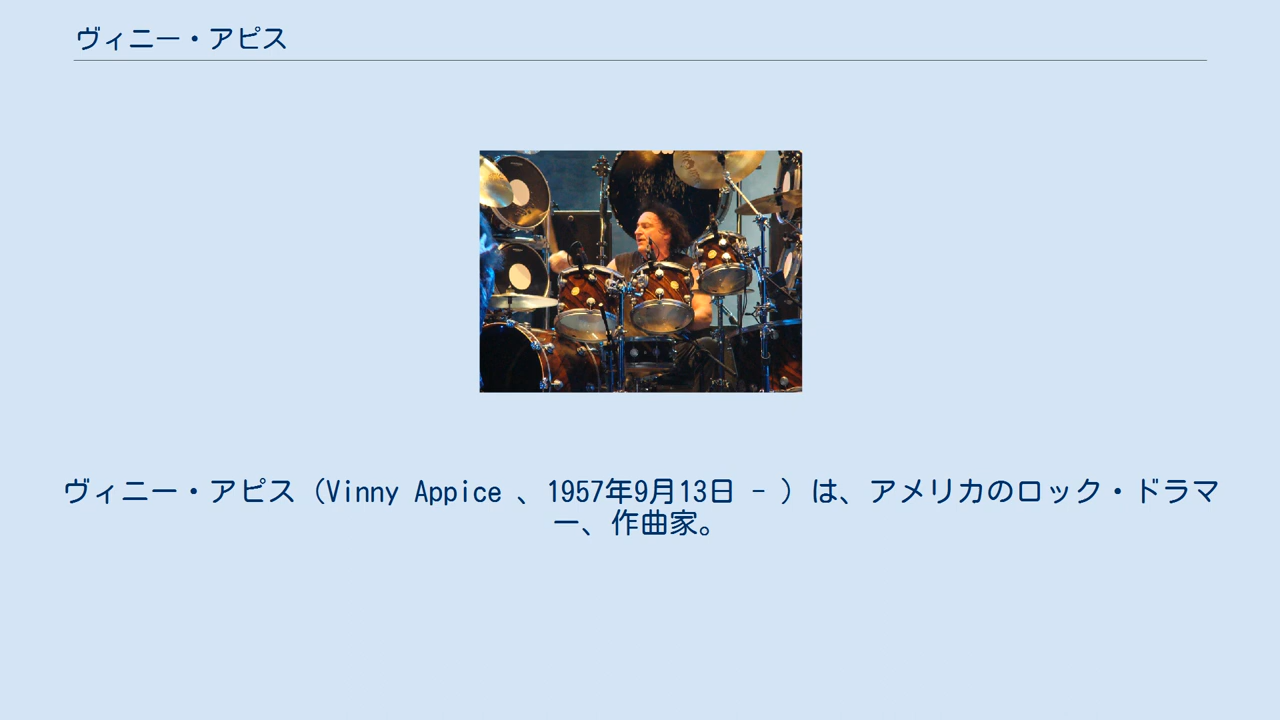 ヴィニー・アピス
ヴィニー・アピス（Vinny Appice 、1957年9月13日 - ）は、アメリカのロック・ドラマ
ー、作曲家。